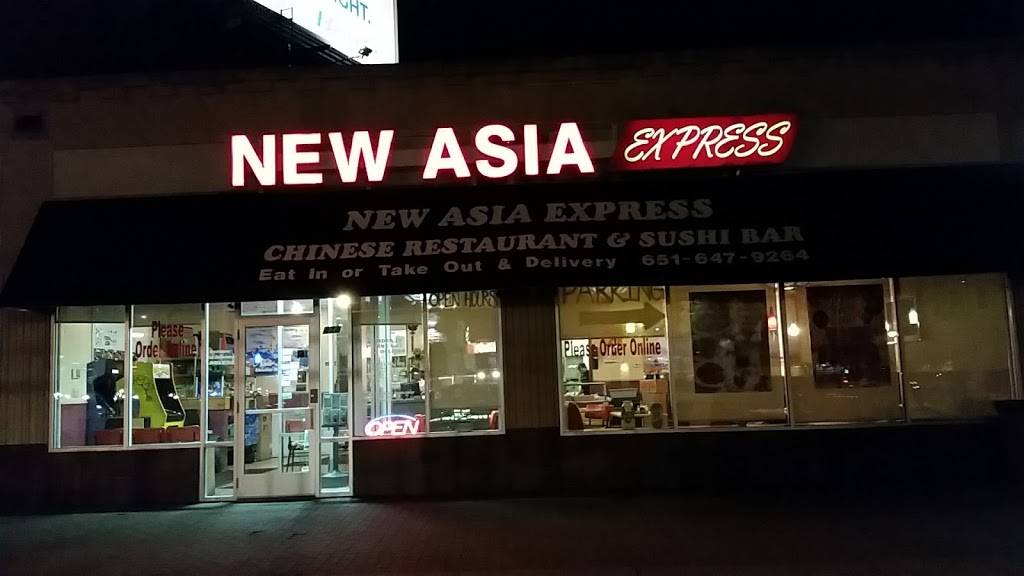 GHT.
NEW ASIA EXPRESS
NEW ASIA EXPRESS
CHINESE RESTAURANT & SUSHI BAR
Eat In or Take Out & Delivery 651-647-9264
OPEN HOURS
PARKING
Please
Order Online
Please Order Online
OPEN